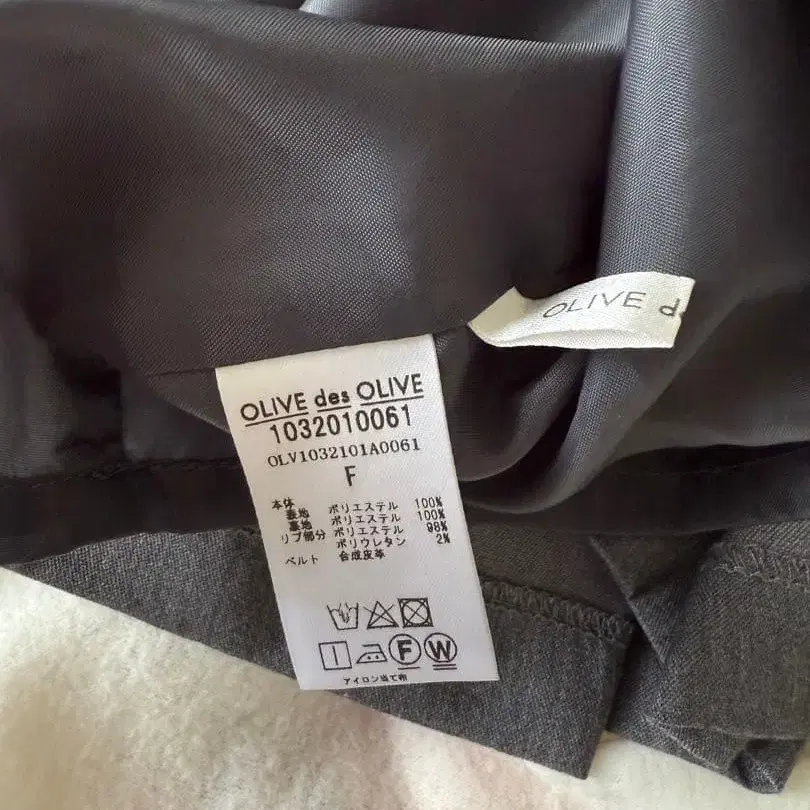 OLIVE d
OLIVE des OLIVE
1032010061
OLV1032101A0061
F
本体
表地 ポリエステル 100%
裏地 ポリエステル 100%
リブ部分 ポリエステル 98%
ポリウレタン 2%
ベルト 合成皮革
F W
アイロン当て布